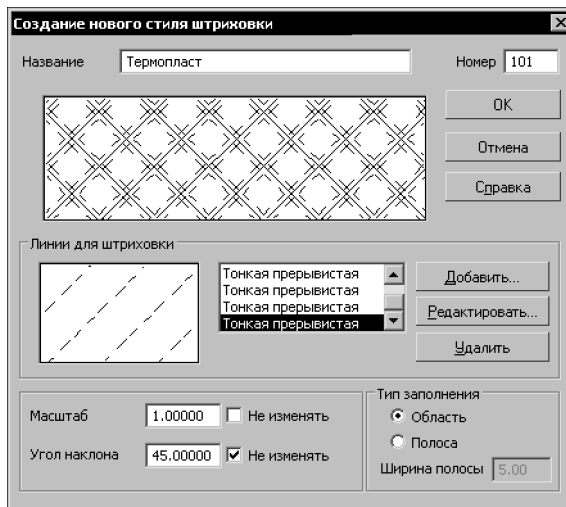 Создание нового стиля штриховки
Название Термопласт Номер 101
OK
Отмена
Справка
Линии для штриховки
Тонкая прерывистая
Тонкая прерывистая
Тонкая прерывистая
Тонкая прерывистая
Добавить...
Редактировать...
Удалить
Масштаб 1.00000 Не изменять
Угол наклона 45.00000 Не изменять
Тип заполнения
Область
Полоса
Ширина полосы 5.00